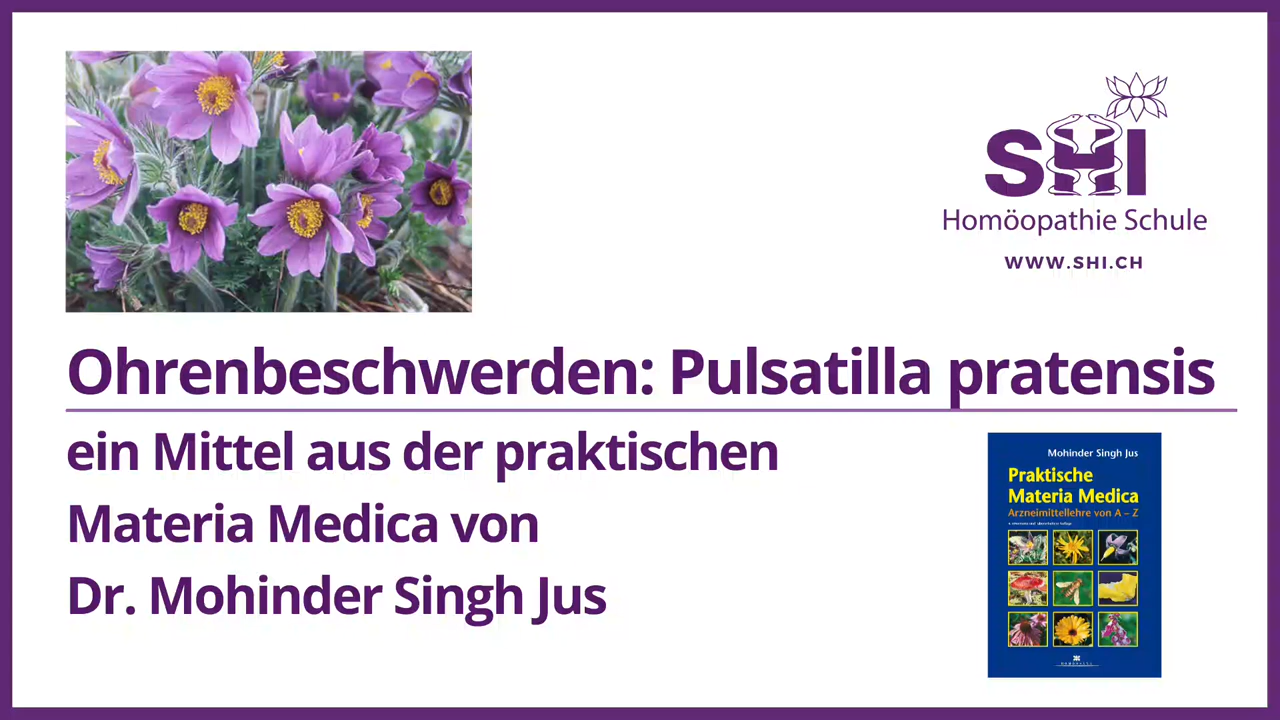 SHI
Homöopathie Schule
WWW.SHI.CH
Ohrenbeschwerden: Pulsatilla pratensis
ein Mittel aus der praktischen
Materia Medica von
Dr. Mohinder Singh Jus
Mohinder Singh Jus
Praktische
Materia Medica
Arzneimittellehre von A – Z